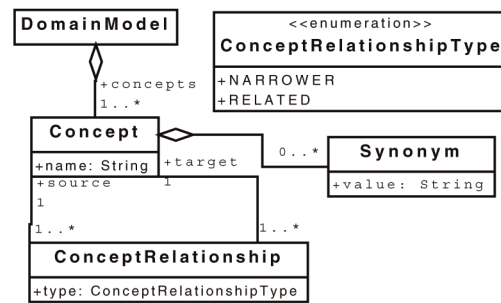 DomainModel
<<enumeration>>
ConceptRelationshipType
+NARROWER
+RELATED
+concepts
1..*
Concept
+name: String
+target
1
0..*
Synonym
+value: String
+source
1
1..*
1..*
ConceptRelationship
+type: ConceptRelationshipType